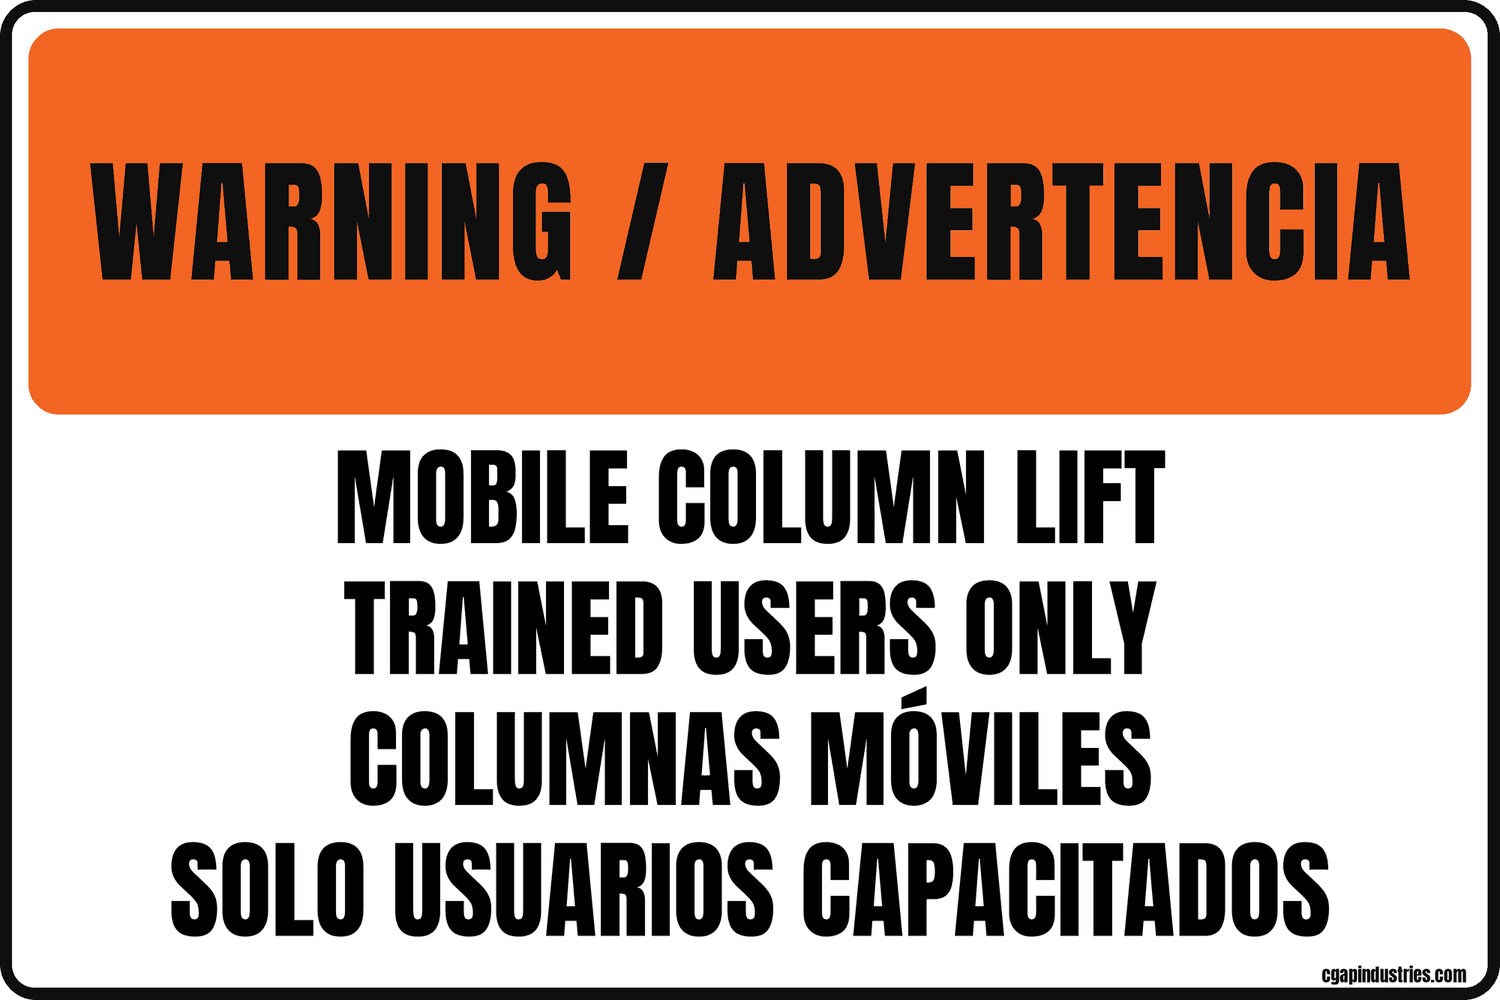 WARNING / ADVERTENCIA
MOBILE COLUMN LIFT
TRAINED USERS ONLY
COLUMNAS MÓVILES
SOLO USUARIOS CAPACITADOS
cgapindustries.com